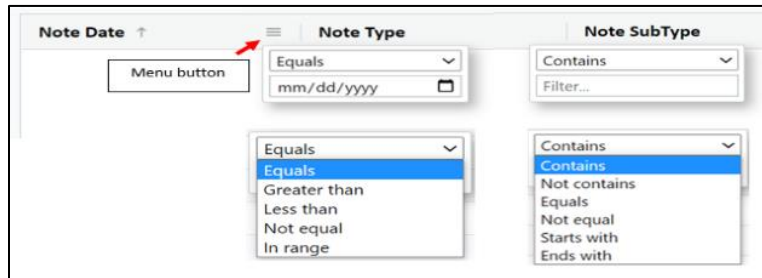 Note Date ↑
Note Type
Note SubType
Menu button
Equals
mm/dd/yyyy
Contains
Filter...
Equals
Equals
Greater than
Less than
Not equal
In range
Contains
Contains
Not contains
Equals
Not equal
Starts with
Ends with